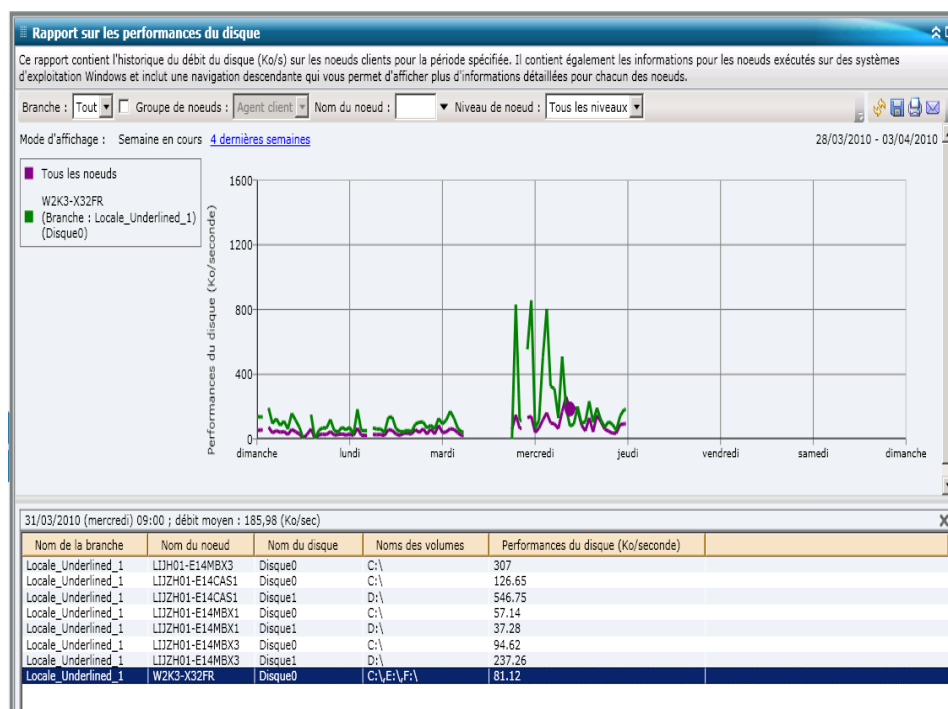 Rapport sur les performances du disque
Ce rapport contient l'historique du débit du disque (Ko/s) sur les noeuds clients pour la période spécifiée. Il contient également les informations pour les noeuds exécutés sur des systèmes
d'exploitation Windows et inclut une navigation descendante qui vous permet d'afficher plus d'informations détaillées pour chacun des noeuds.
Branche : Tout Groupe de noeuds : Agent client Nom du noeud : Niveau de noeud : Tous les niveaux
Mode d'affichage : Semaine en cours 4 dernières semaines 28/03/2010 - 03/04/2010
Tous les noeuds
W2K3-X32FR
(Branche : Locale_Underlined_1)
(Disque0)
Performances du disque (Ko/seconde)
1600
1200
800
400
0
dimanche lundi mardi mercredi jeudi vendredi samedi dimanche
31/03/2010 (mercredi) 09:00 ; débit moyen : 185,98 (Ko/sec)
Nom de la branche Nom du noeud Nom du disque Noms des volumes Performances du disque (Ko/seconde)
Locale_Underlined_1 LIJH01-E14MBX3 Disque0 C:\ 307
Locale_Underlined_1 LIJZH01-E14CAS1 Disque0 C:\ 126.65
Locale_Underlined_1 LIJZH01-E14CAS1 Disque1 D:\ 546.75
Locale_Underlined_1 LIJZH01-E14MBX1 Disque0 C:\ 57.14
Locale_Underlined_1 LIJZH01-E14MBX1 Disque1 D:\ 37.28
Locale_Underlined_1 LIJZH01-E14MBX3 Disque0 C:\ 94.62
Locale_Underlined_1 LIJZH01-E14MBX3 Disque1 D:\ 237.26
Locale_Underlined_1 W2K3-X32FR Disque0 C:\,E:\,F:\ 81.12